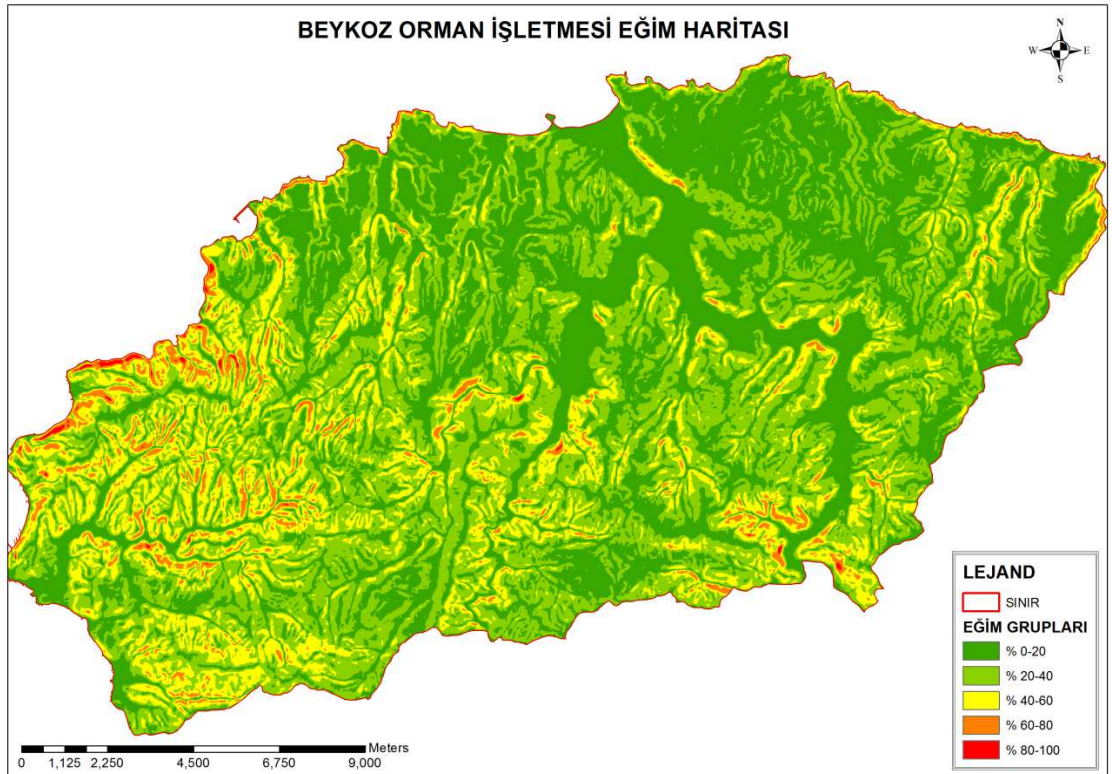 BEYKOZ ORMAN İŞLETMESİ EĞİM HARİTASI
N
W E
S
LEJAND
SINIR
EĞİM GRUPLARI
% 0-20
% 20-40
% 40-60
% 60-80
% 80-100
Meters
0 1,125 2,250 4,500 6,750 9,000